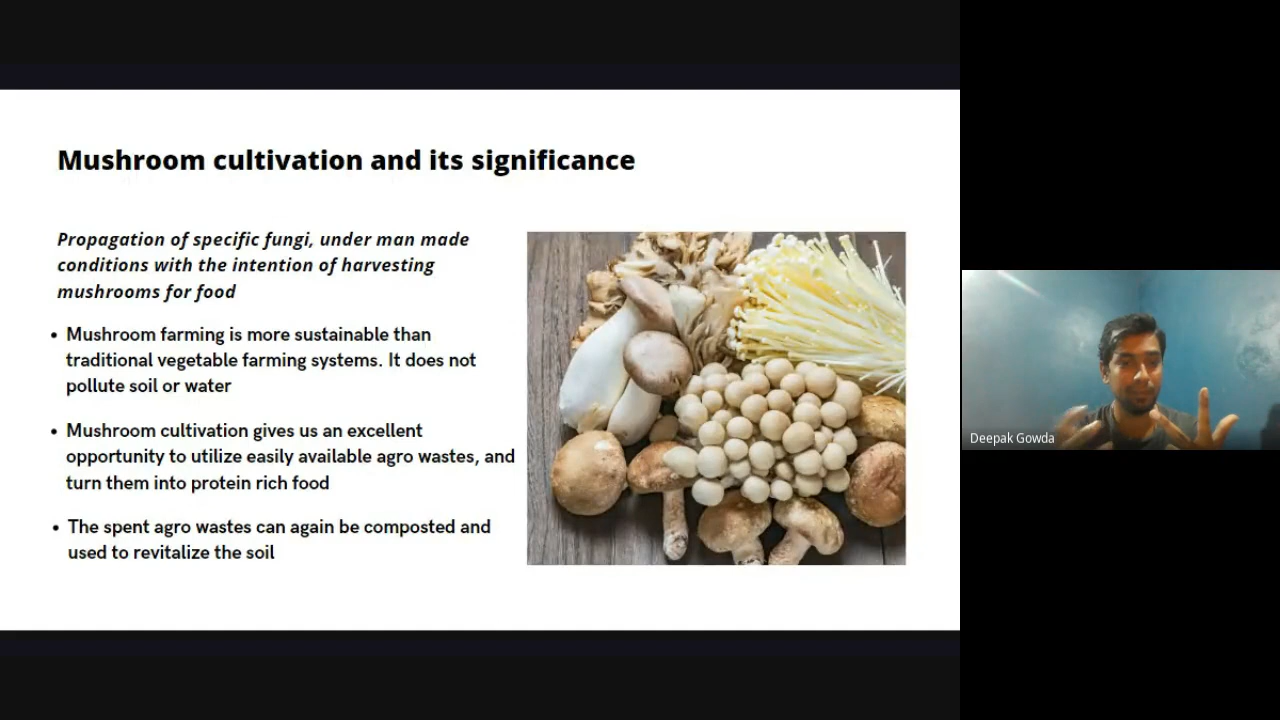 Mushroom cultivation and its significance
Propagation of specific fungi, under man made
conditions with the intention of harvesting
mushrooms for food
• Mushroom farming is more sustainable than
traditional vegetable farming systems. It does not
pollute soil or water
• Mushroom cultivation gives us an excellent
opportunity to utilize easily available agro wastes, and
turn them into protein rich food
• The spent agro wastes can again be composted and
used to revitalize the soil
Deepak Gowda